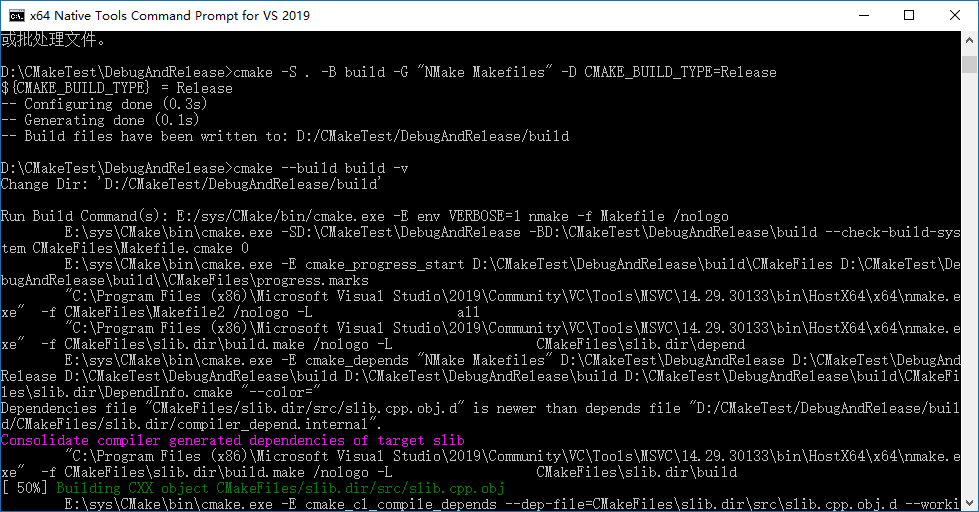 x64 Native Tools Command Prompt for VS 2019
或批处理文件。
D:\CMakeTest\DebugAndRelease>cmake -S . -B build -G "NMake Makefiles" -D CMAKE_BUILD_TYPE=Release
${CMAKE_BUILD_TYPE} = Release
-- Configuring done (0.3s)
-- Generating done (0.1s)
-- Build files have been written to: D:/CMakeTest/DebugAndRelease/build
D:\CMakeTest\DebugAndRelease>cmake --build build -v
Change Dir: 'D:/CMakeTest/DebugAndRelease/build'
Run Build Command(s): E:/sys/CMake/bin/cmake.exe -E env VERBOSE=1 nmake -f Makefile /nologo
E:\sys\CMake\bin\cmake.exe -SD:\CMakeTest\DebugAndRelease -BD:\CMakeTest\DebugAndRelease\build --check-build-sys
tem CMakeFiles\Makefile.cmake 0
E:\sys\CMake\bin\cmake.exe -E cmake_progress_start D:\CMakeTest\DebugAndRelease\build\CMakeFiles D:\CMakeTest\De
bugAndRelease\build\\CMakeFiles\progress.marks
"C:\Program Files (x86)\Microsoft Visual Studio\2019\Community\VC\Tools\MSVC\14.29.30133\bin\HostX64\x64\nmake.e
xe"  -f CMakeFiles\Makefile2 /nologo -L                  all
"C:\Program Files (x86)\Microsoft Visual Studio\2019\Community\VC\Tools\MSVC\14.29.30133\bin\HostX64\x64\nmake.e
xe"  -f CMakeFiles\slib.dir\build.make /nologo -L                  CMakeFiles\slib.dir\depend
E:\sys\CMake\bin\cmake.exe -E cmake_depends "NMake Makefiles" D:\CMakeTest\DebugAndRelease D:\CMakeTest\DebugAnd
Release D:\CMakeTest\DebugAndRelease\build D:\CMakeTest\DebugAndRelease\build D:\CMakeTest\DebugAndRelease\build\CMakeFi
les\slib.dir\DependInfo.cmake "--color="
Dependencies file "CMakeFiles/slib.dir/src/slib.cpp.obj.d" is newer than depends file "D:/CMakeTest/DebugAndRelease/buil
d/CMakeFiles/slib.dir/compiler_depend.internal".
Consolidate compiler generated dependencies of target slib
"C:\Program Files (x86)\Microsoft Visual Studio\2019\Community\VC\Tools\MSVC\14.29.30133\bin\HostX64\x64\nmake.e
xe"  -f CMakeFiles\slib.dir\build.make /nologo -L                  CMakeFiles\slib.dir\build
[ 50%] Building CXX object CMakeFiles/slib.dir/src/slib.cpp.obj
E:\sys\CMake\bin\cmake.exe -E cmake_cl_compile_depends --dep-file=CMakeFiles\slib.dir\src\slib.cpp.obj.d --worki